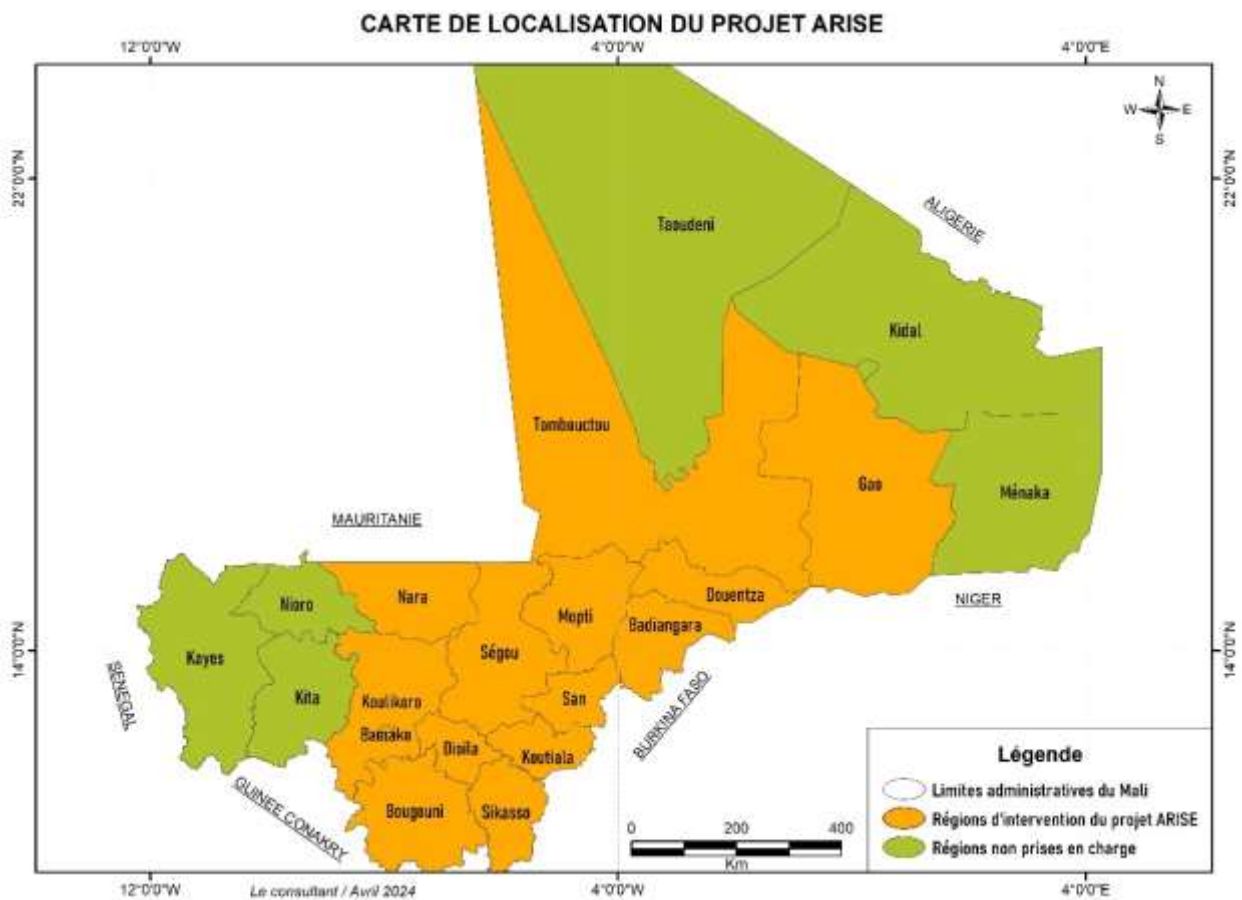 CARTE DE LOCALISATION DU PROJET ARISE
12°0'0"W 4°0'0"W 4°0'0"E
N
W E
S
22°0'0"N 22°0'0"N
ALIGERIE
Taoudeni
Kidal
Tombouctou
Gao
Ménaka
MAURITANIE
Nioro
Nara
Mopti
Douentza
NIGER
Badiangara
14°0'0"N 14°0'0"N
Kayes
Ségou
SENEGAL
Kita
Koulikoro
San
BURKINA FASO
Bamako
Dioila
Koutiala
GUINEE CONAKRY
Bougouni
Sikasso
0 200 400
Km
Légende
Limites administratives du Mali
Régions d'intervention du projet ARISE
Régions non prises en charge
12°0'0"W 4°0'0"W 4°0'0"E
Le consultant / Avril 2024